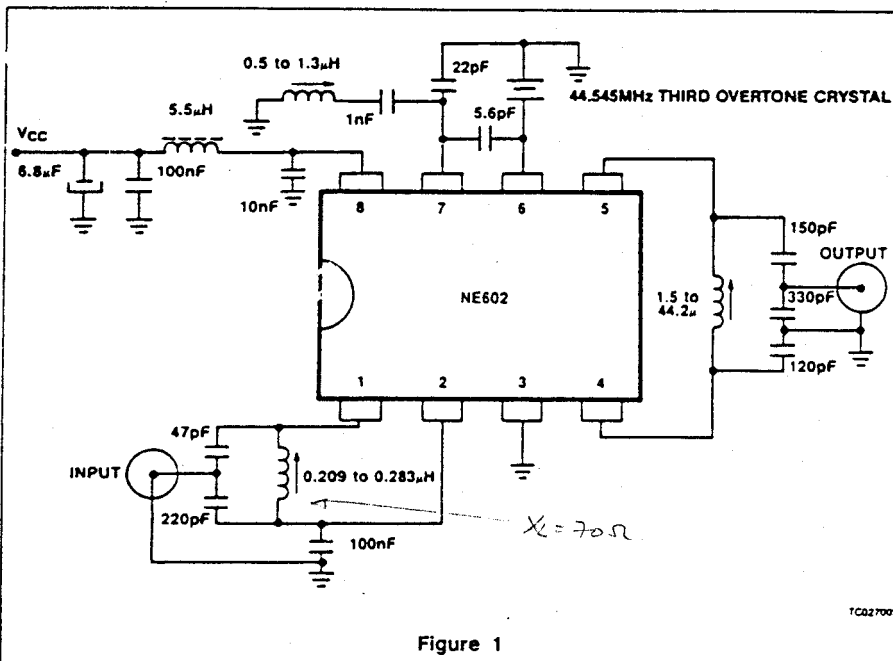 0.5 to 1.3μH
22pF
44.545MHz THIRD OVERTONE CRYSTAL
5.5μH
1nF
5.6pF
VCC
6.8μF
100nF
10nF
8
7
6
5
150pF
OUTPUT
NE602
1.5 to
44.2μ
330pF
120pF
1
2
3
4
47pF
INPUT
0.209 to 0.283μH
220pF
100nF
XL = 70Ω
Figure 1